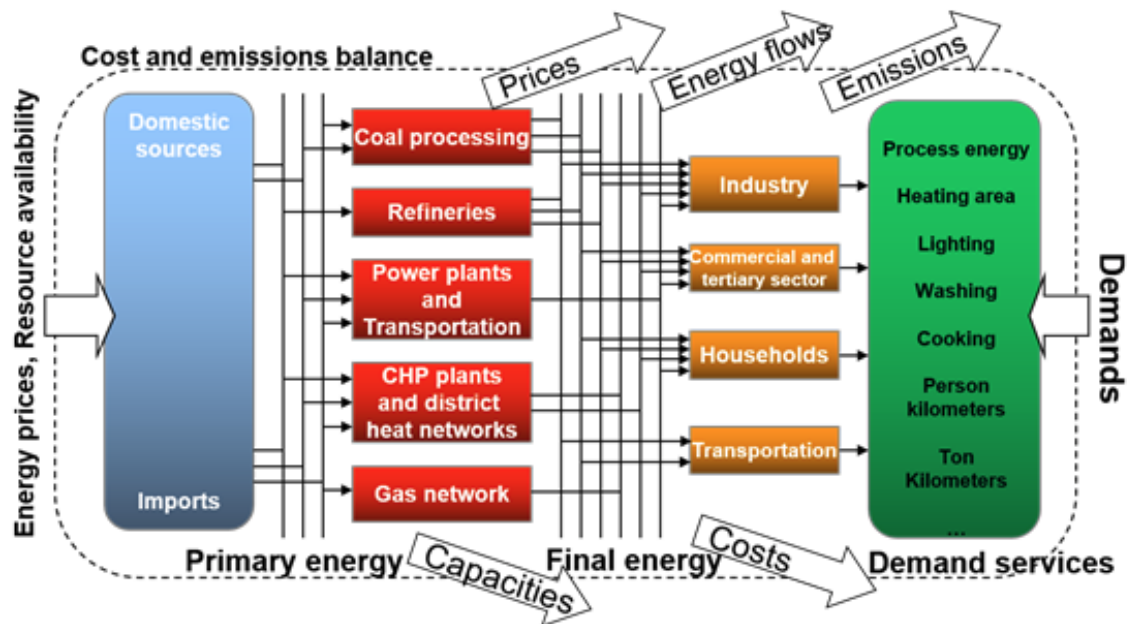 Cost and emissions balance
Prices
Energy flows
Emissions
Energy prices, Resource availability
Domestic
sources
Imports
Coal processing
Refineries
Power plants
and
Transportation
CHP plants
and district
heat networks
Gas network
Industry
Commercial and
tertiary sector
Households
Transportation
Process energy
Heating area
Lighting
Washing
Cooking
Person
kilometers
Ton
Kilometers
...
Demands
Primary energy
Capacities
Final energy
Costs
Demand services